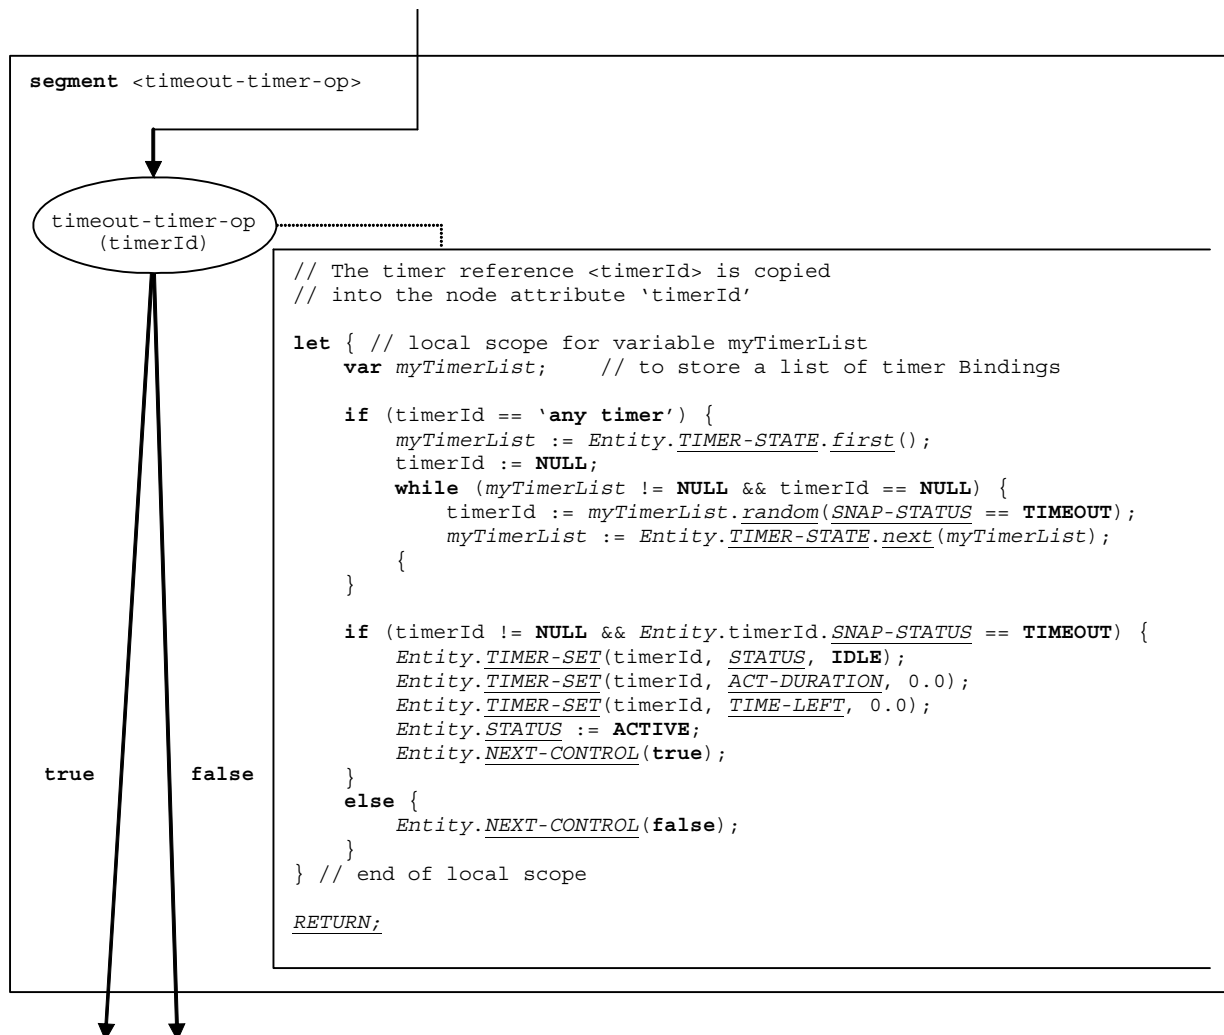 segment <timeout-timer-op>
timeout-timer-op
(timerId)
// The timer reference <timerId> is copied
// into the node attribute ‘timerId’
let { // local scope for variable myTimerList
var myTimerList; // to store a list of timer Bindings
if (timerId == ‘any timer’) {
myTimerList := Entity.TIMER-STATE.first();
timerId := NULL;
while (myTimerList != NULL && timerId == NULL) {
timerId := myTimerList.random(SNAP-STATUS == TIMEOUT);
myTimerList := Entity.TIMER-STATE.next(myTimerList);
{
}
if (timerId != NULL && Entity.timerId.SNAP-STATUS == TIMEOUT) {
Entity.TIMER-SET(timerId, STATUS, IDLE);
Entity.TIMER-SET(timerId, ACT-DURATION, 0.0);
Entity.TIMER-SET(timerId, TIME-LEFT, 0.0);
Entity.STATUS := ACTIVE;
Entity.NEXT-CONTROL(true);
}
else {
Entity.NEXT-CONTROL(false);
}
} // end of local scope
RETURN;
true
false